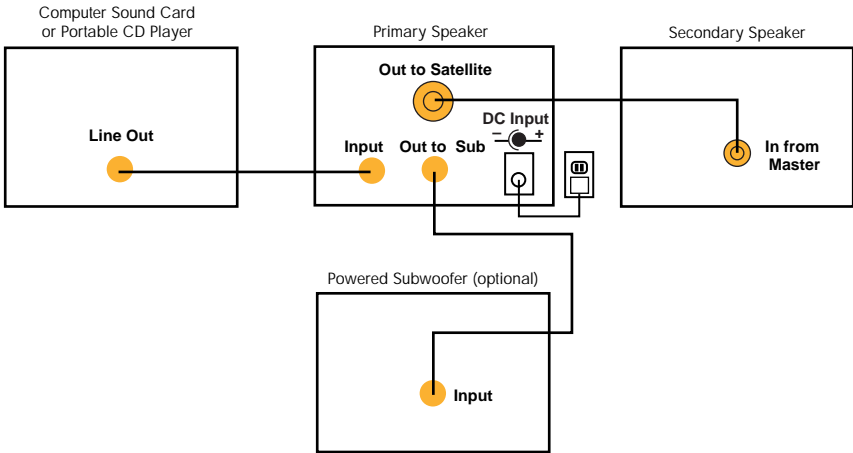 Computer Sound Card
or Portable CD Player
Primary Speaker
Secondary Speaker
Out to Satellite
DC Input
– +
Line Out
Input
Out to Sub
In from
Master
Powered Subwoofer (optional)
Input